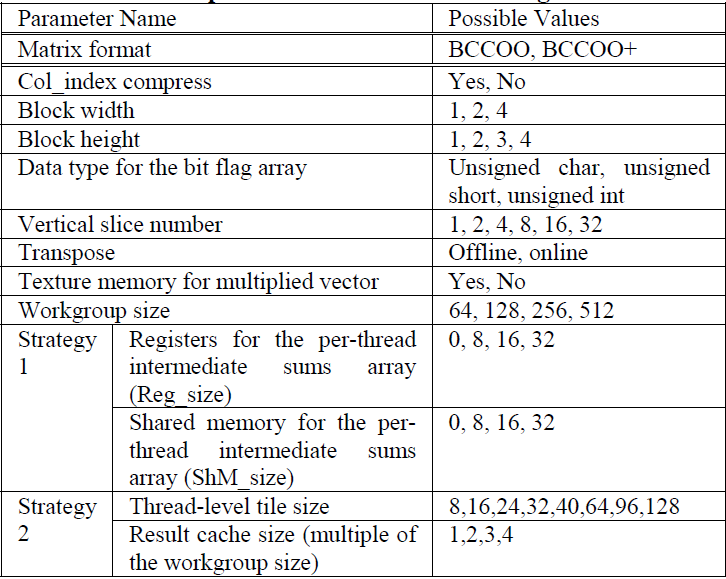 Parameter Name Possible Values
Matrix format BCCOO, BCCOO+
Col_index compress Yes, No
Block width 1, 2, 4
Block height 1, 2, 3, 4
Data type for the bit flag array Unsigned char, unsigned
short, unsigned int
Vertical slice number 1, 2, 4, 8, 16, 32
Transpose Offline, online
Texture memory for multiplied vector Yes, No
Workgroup size 64, 128, 256, 512
Strategy
1
Registers for the per-thread
intermediate sums array
(Reg_size)
0, 8, 16, 32
Shared memory for the per-
thread intermediate sums
array (ShM_size)
0, 8, 16, 32
Strategy
2
Thread-level tile size 8,16,24,32,40,64,96,128
Result cache size (multiple of
the workgroup size)
1,2,3,4